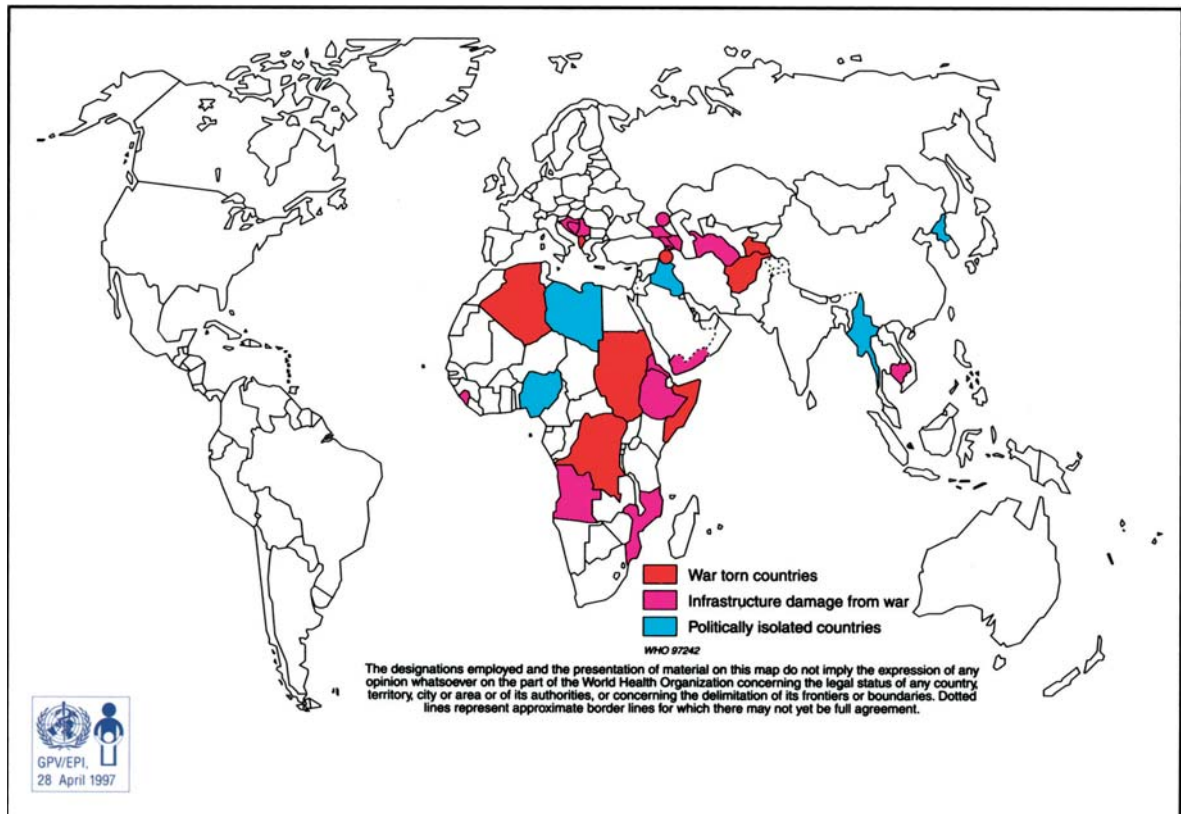 War torn countries
Infrastructure damage from war
Politically isolated countries
WHO 97242
The designations employed and the presentation of material on this map do not imply the expression of any
opinion whatsoever on the part of the World Health Organization concerning the legal status of any country,
territory, city or area or of its authorities, or concerning the delimitation of its frontiers or boundaries. Dotted
lines represent approximate border lines for which there may not yet be full agreement.
GPV/EPI,
28 April 1997